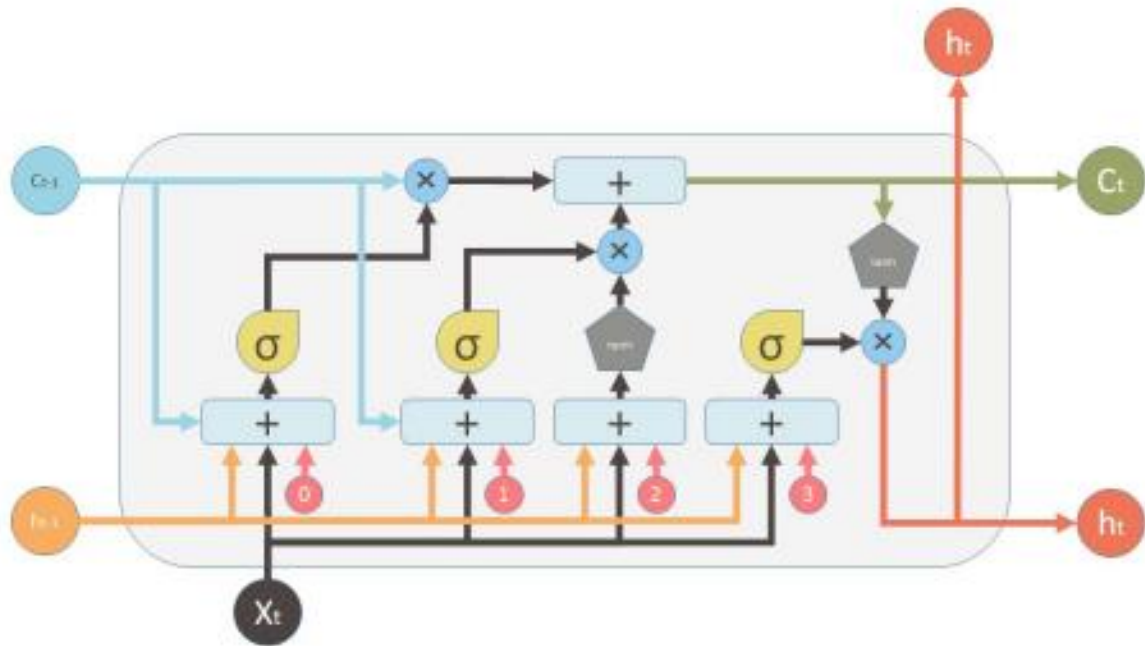 ht
Ct-1
×
+
Ct
×
σ
σ
σ
×
+
+
+
+
0
1
2
3
ht-1
ht
Xt